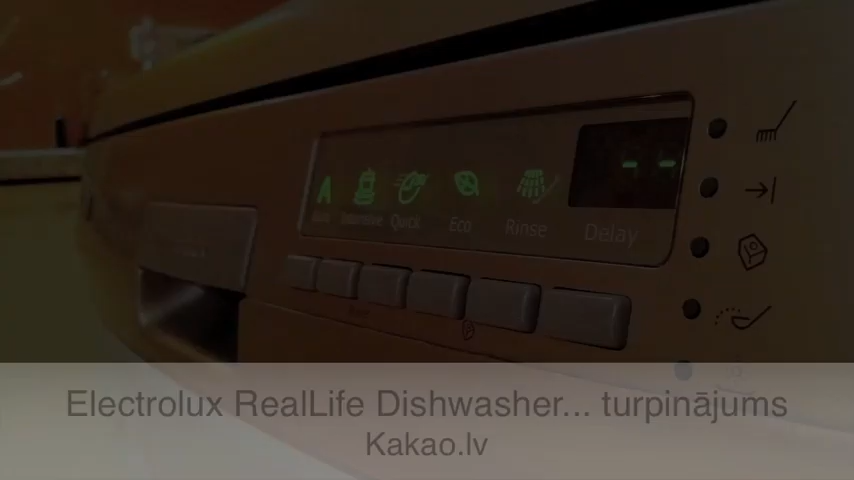 A
Auto Intensive Quick Eco Rinse Delay
Electrolux RealLife Dishwasher... turpinājums
Kakao.lv